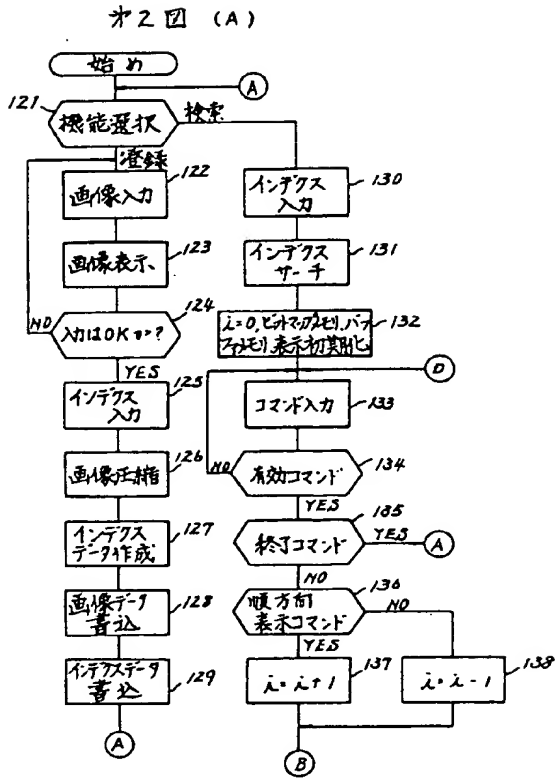 第2図 (A)
始め
A
121
機能選択
検索
登録
122
画像入力
123
画像表示
124
入力はOKか?
NO
YES
125
インデクス
入力
126
画像圧縮
127
インデクス
データ作成
128
画像データ
書込
129
インデクスデータ
書込
A
130
インデクス
入力
131
インデクス
サーチ
132
i=0,ビットマップメモリ,バッ
ファメモリ,表示初期化
D
133
コマンド入力
134
有効コマンド
NO
YES
135
終了コマンド
YES
A
NO
136
順方向
表示コマンド
NO
YES
137
i=i+1
138
i=i-1
B